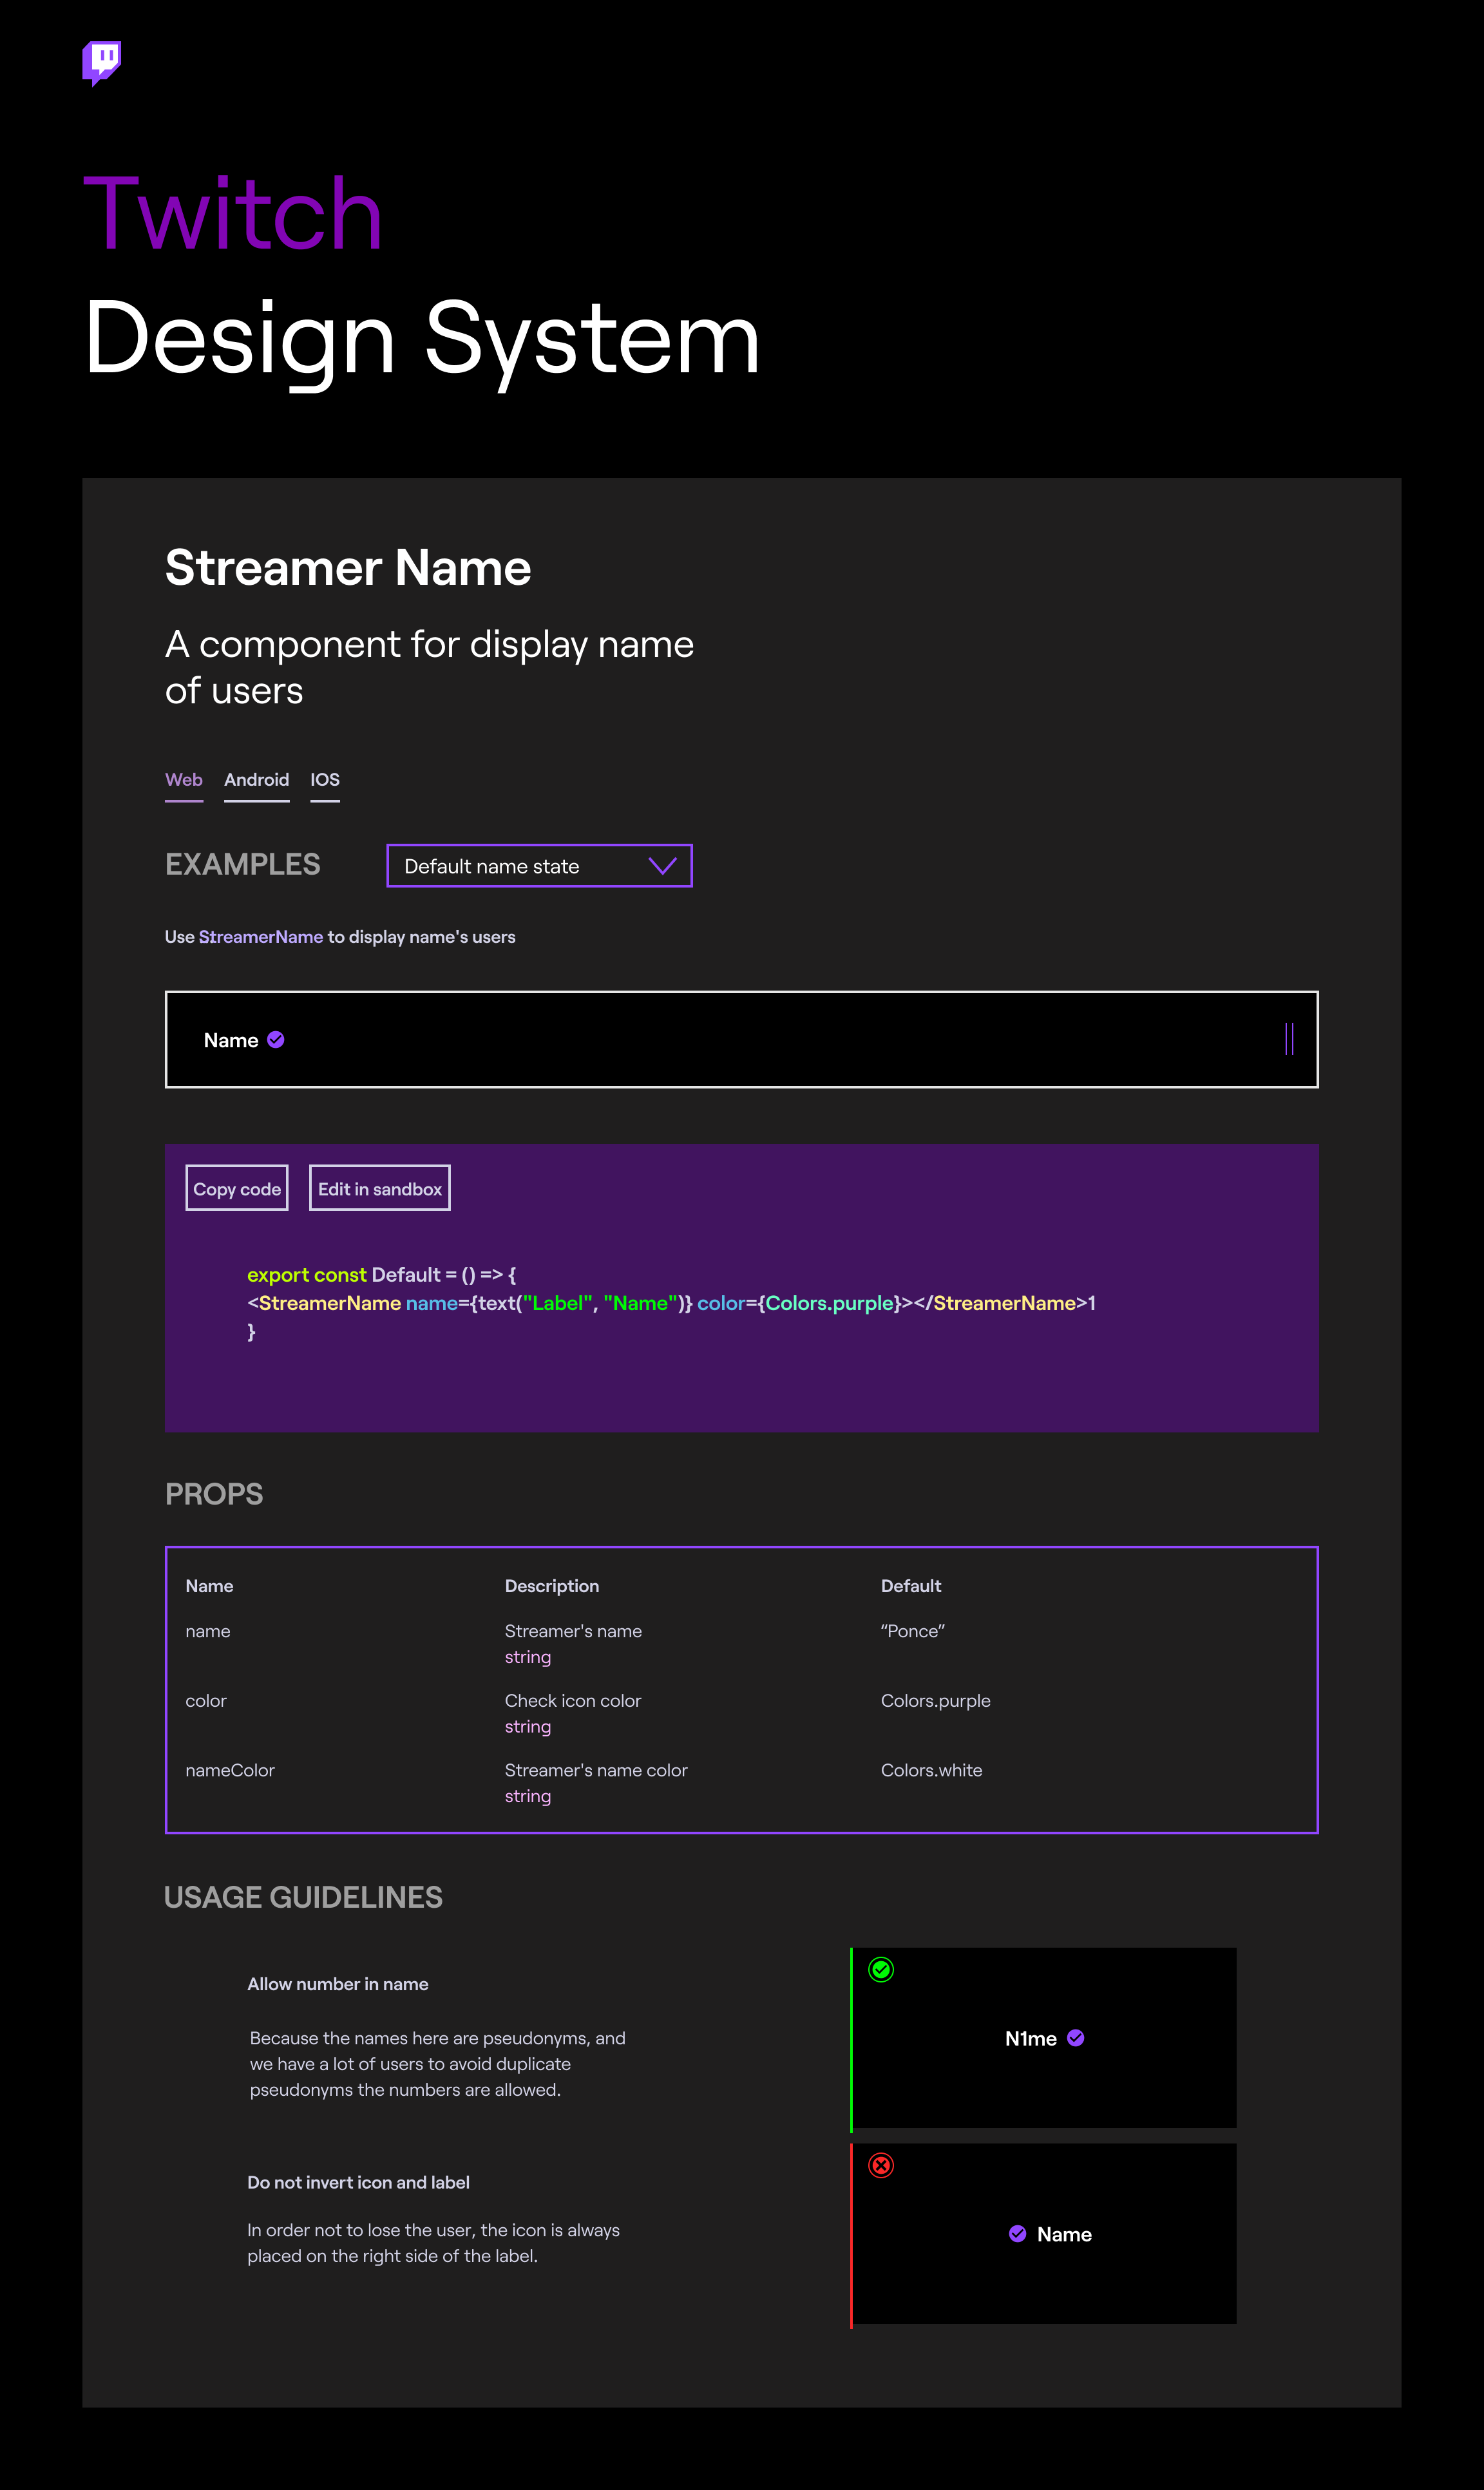 Twitch
Design System
Streamer Name
A component for display name
of users
Web Android IOS
EXAMPLES Default name state
Use StreamerName to display name's users
Name
Copy code Edit in sandbox
export const Default = () => {
<StreamerName name={text("Label", "Name")} color={Colors.purple}></StreamerName>1
}
PROPS
Name Description Default
name Streamer's name “Ponce”
string
color Check icon color Colors.purple
string
nameColor Streamer's name color Colors.white
string
USAGE GUIDELINES
Allow number in name
Because the names here are pseudonyms, and
we have a lot of users to avoid duplicate
pseudonyms the numbers are allowed.
N1me
Do not invert icon and label
In order not to lose the user, the icon is always
placed on the right side of the label.
Name